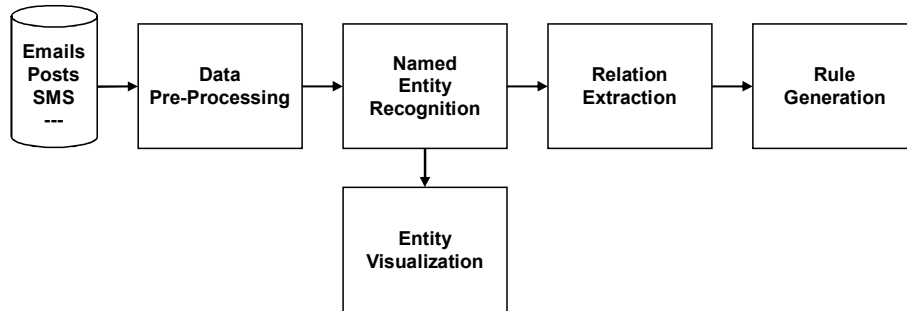 Emails
Posts
SMS
---
Data
Pre-Processing
Named
Entity
Recognition
Relation
Extraction
Rule
Generation
Entity
Visualization